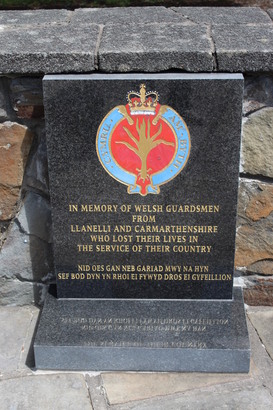 CYMRU AM BYTH
IN MEMORY OF WELSH GUARDSMEN
FROM
LLANELLI AND CARMARTHENSHIRE
WHO LOST THEIR LIVES IN
THE SERVICE OF THEIR COUNTRY
NID OES GAN NEB GARIAD MWY NA HYN
SEF BOD DYN YN RHOI EI FYWYD DROS EI GYFEILLION